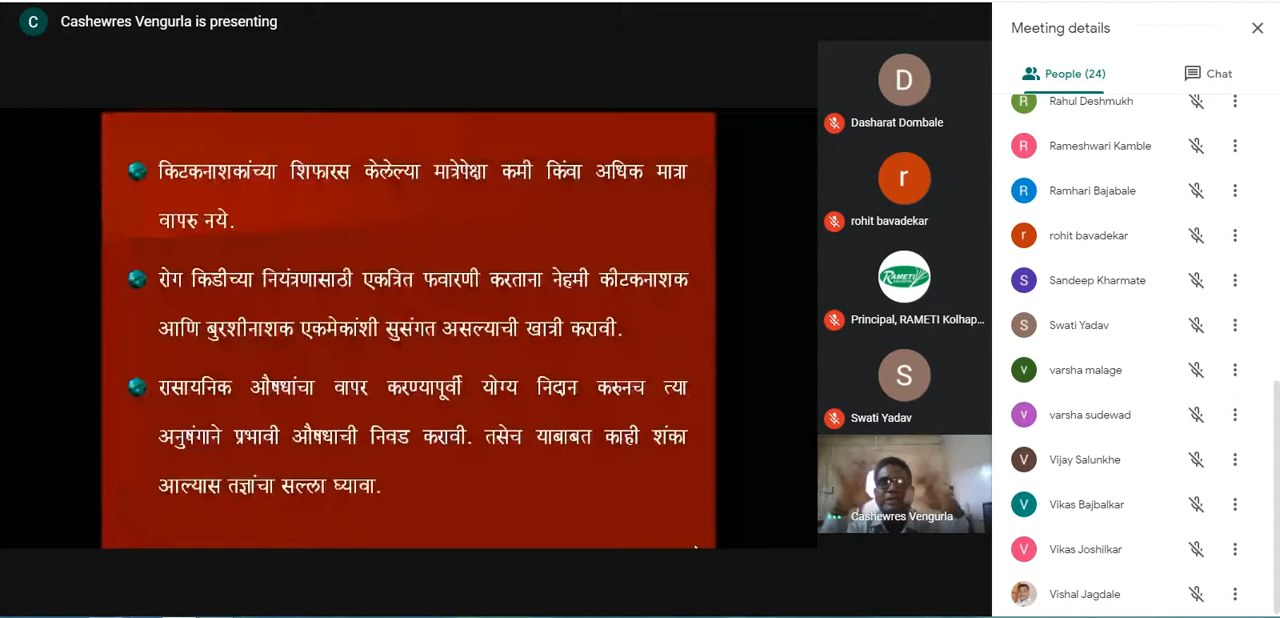 C
Cashewres Vengurla is presenting
किटकनाशकांच्या शिफारस केलेल्या मात्रेपेक्षा कमी किंवा अधिक मात्रा
वापरु नये.
रोग किडीच्या नियंत्रणासाठी एकत्रित फवारणी करताना नेहमी कीटकनाशक
आणि बुरशीनाशक एकमेकांशी सुसंगत असल्याची खात्री करावी.
रासायनिक औषधांचा वापर करण्यापूर्वी योग्य निदान करुनच त्या
अनुषंगाने प्रभावी औषधाची निवड करावी. तसेच याबाबत काही शंका
आल्यास तज्ञांचा सल्ला घ्यावा.
D
Dasharat Dombale
r
rohit bavadekar
RAMETI
Principal, RAMETI Kolhap...
S
Swati Yadav
Cashewres Vengurla
Meeting details
People (24)
Chat
R Rahul Deshmukh
R Rameshwari Kamble
R Ramhari Bajabale
r rohit bavadekar
S Sandeep Kharmate
S Swati Yadav
v varsha malage
v varsha sudewad
V Vijay Salunkhe
V Vikas Bajbalkar
V Vikas Joshilkar
Vishal Jagdale